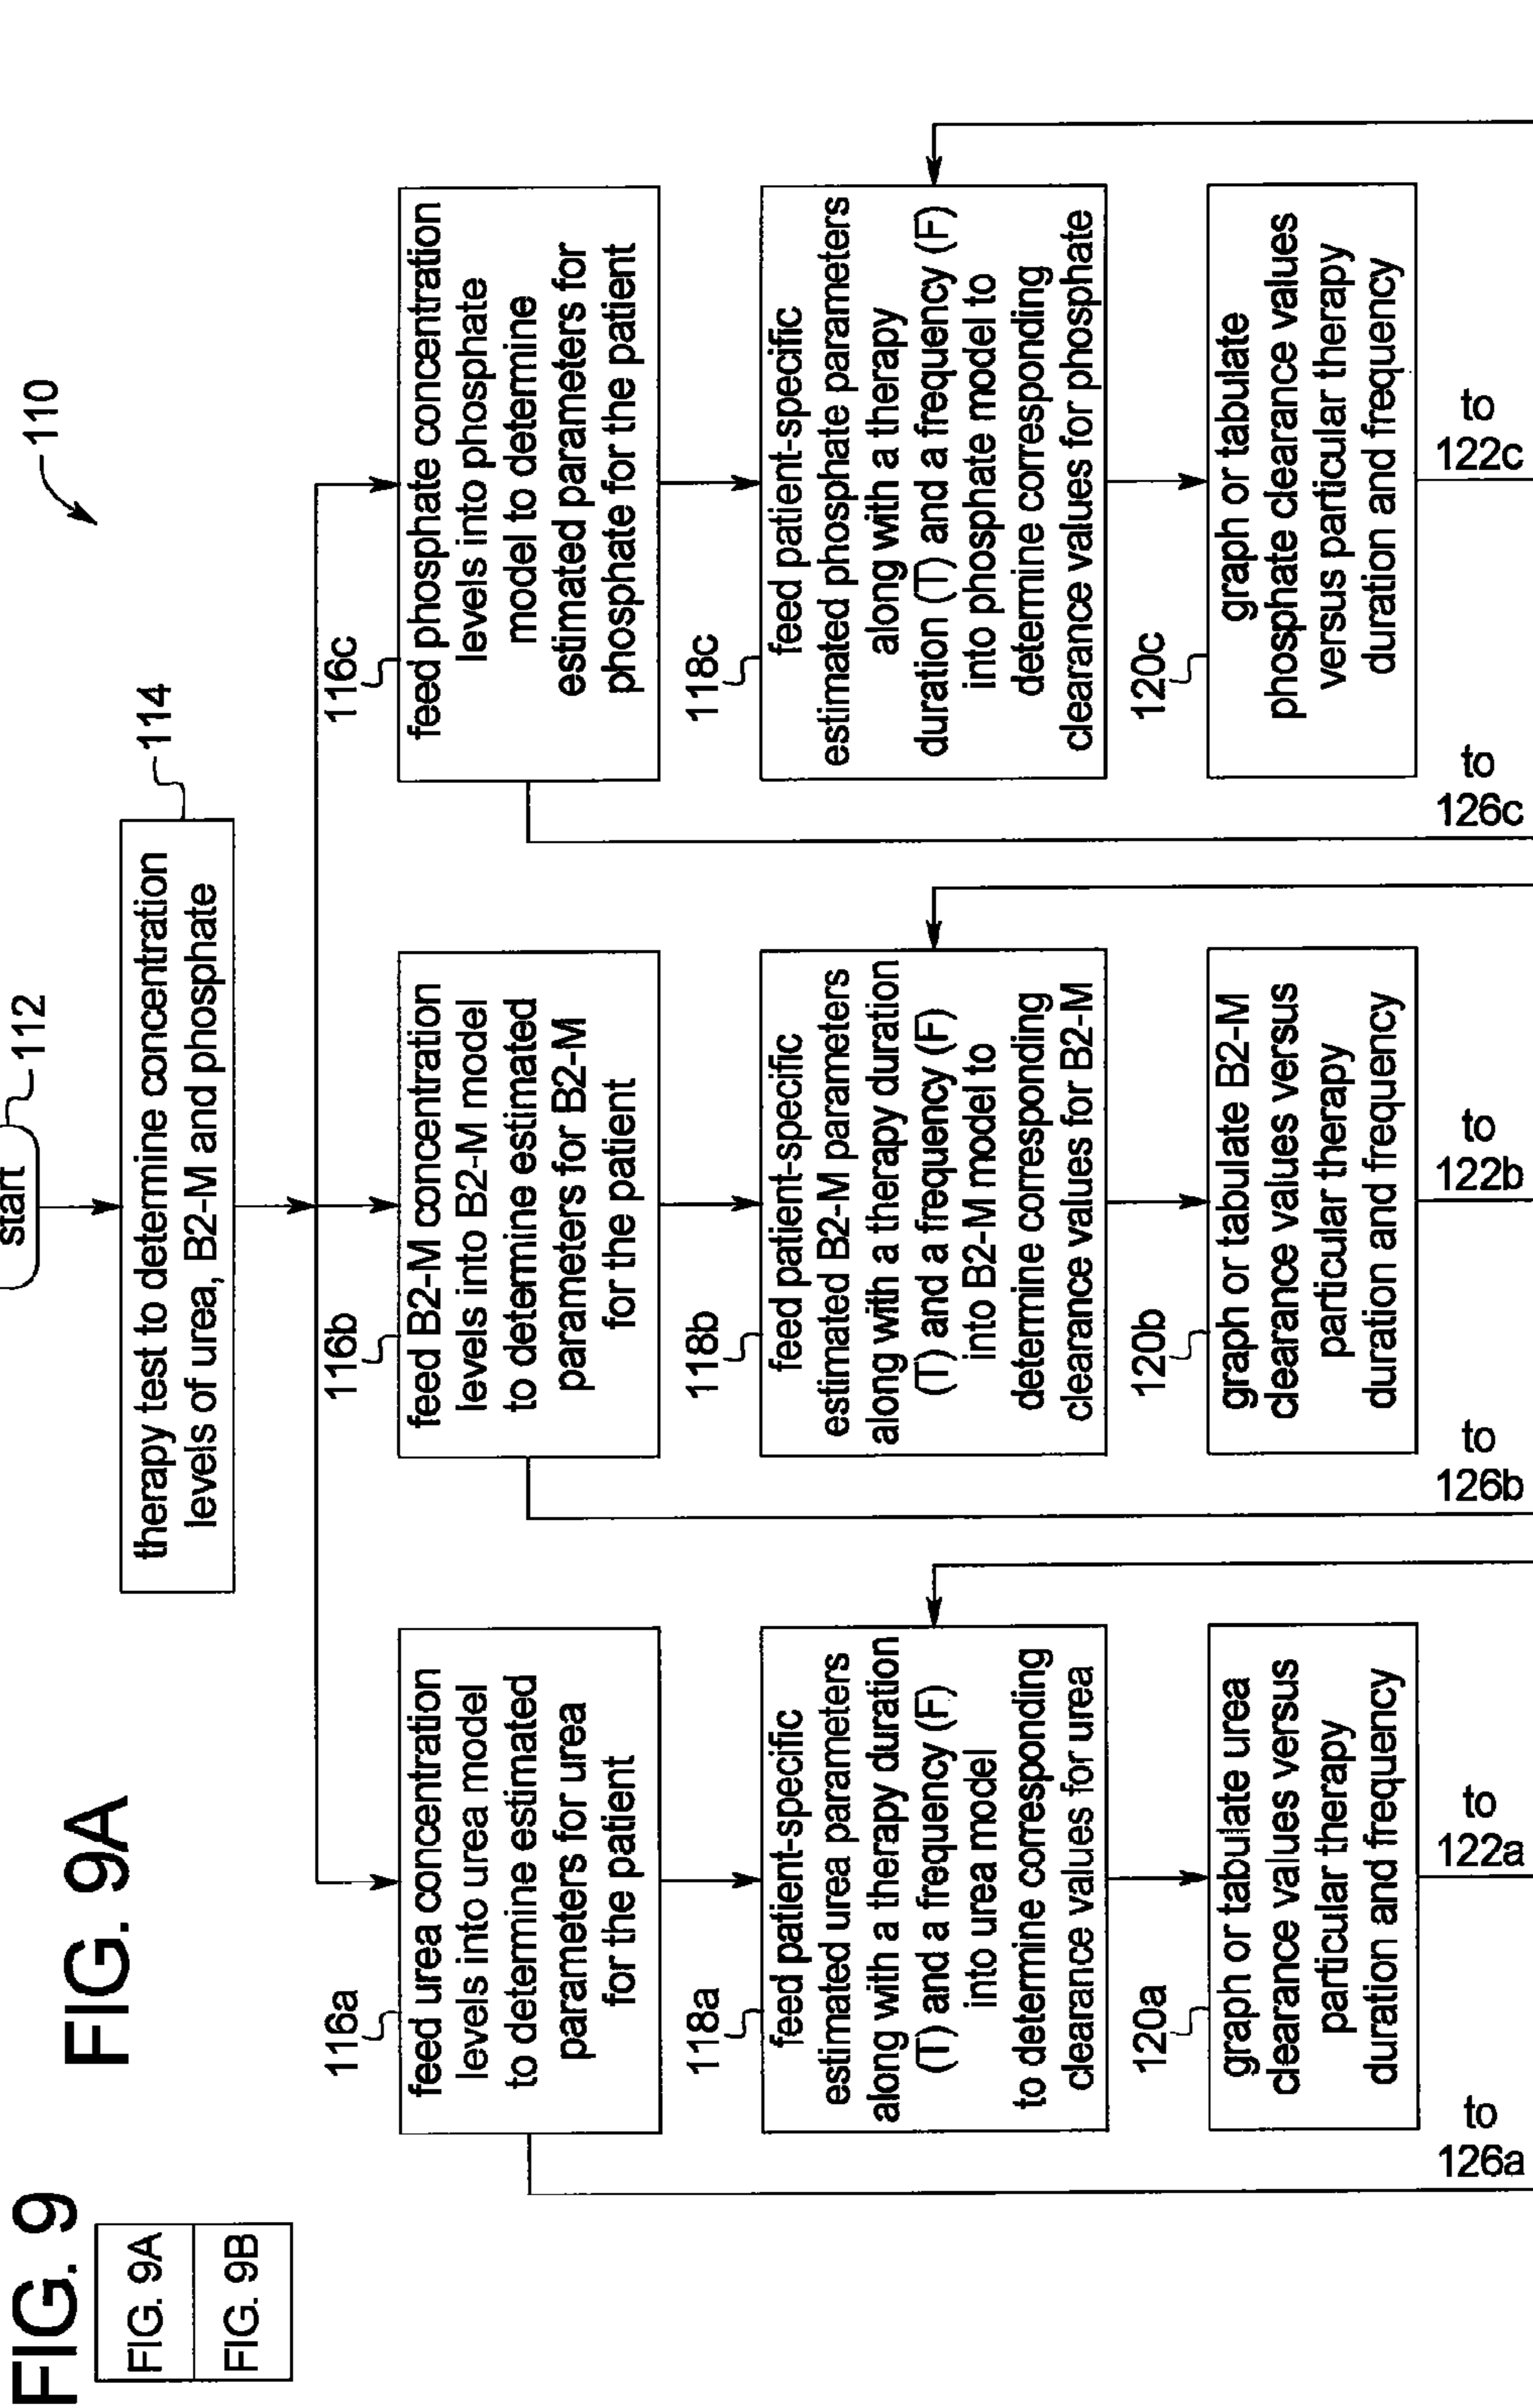 FIG. 9
FIG. 9A
FIG. 9B
FIG. 9A
110
start
112
therapy test to determine concentration
levels of urea, B2-M and phosphate
114
116a
feed urea concentration
levels into urea model
to determine estimated
parameters for urea
for the patient
116b
feed B2-M concentration
levels into B2-M model
to determine estimated
parameters for B2-M
for the patient
116c
feed phosphate concentration
levels into phosphate
model to determine
estimated parameters for
phosphate for the patient
118a
feed patient-specific
estimated urea parameters
along with a therapy duration
(T) and a frequency (F)
into urea model
to determine corresponding
clearance values for urea
118b
feed patient-specific
estimated B2-M parameters
along with a therapy duration
(T) and a frequency (F)
into B2-M model to
determine corresponding
clearance values for B2-M
118c
feed patient-specific
estimated phosphate parameters
along with a therapy
duration (T) and a frequency (F)
into phosphate model to
determine corresponding
clearance values for phosphate
120a
graph or tabulate urea
clearance values versus
particular therapy
duration and frequency
120b
graph or tabulate B2-M
clearance values versus
particular therapy
duration and frequency
120c
graph or tabulate
phosphate clearance values
versus particular therapy
duration and frequency
to
126a
to
122a
to
126b
to
122b
to
126c
to
122c